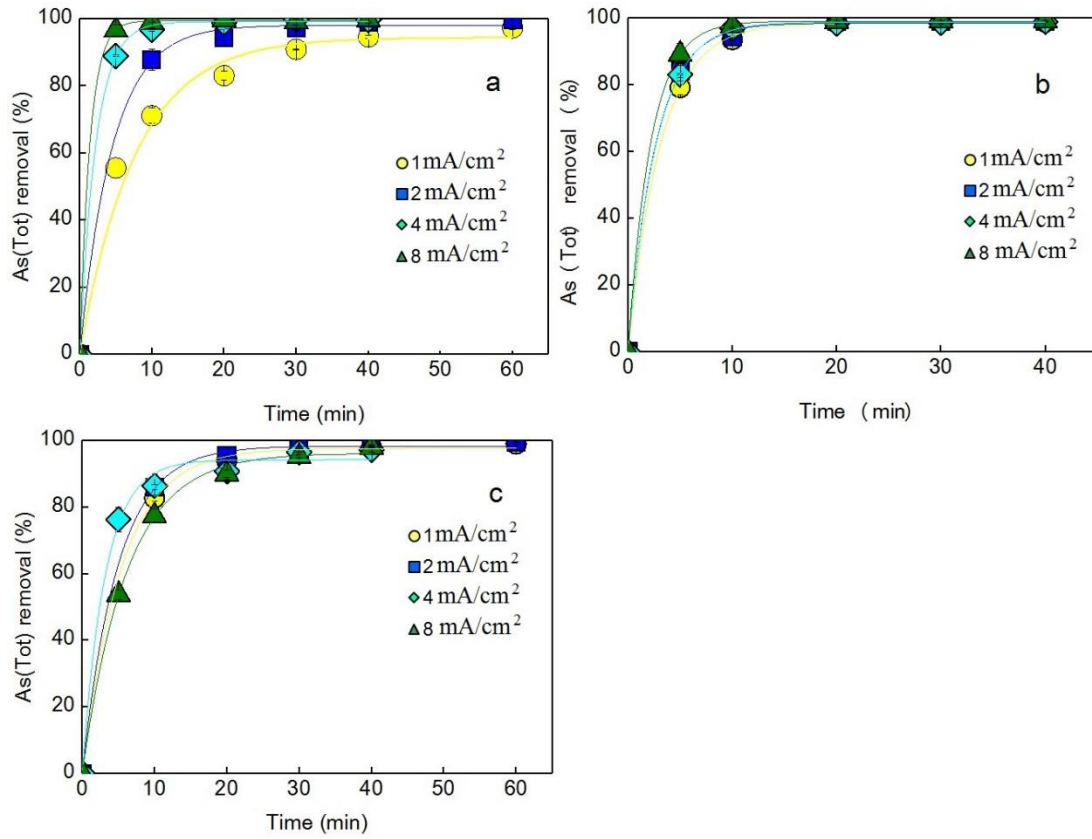 As(Tot) removal (%)
100
80
60
40
20
0
a
1mA/cm²
2 mA/cm²
4 mA/cm²
8 mA/cm²
0 10 20 30 40 50 60
Time (min)
As ( Tot) removal ( %)
100
80
60
40
20
0
b
1mA/cm²
2 mA/cm²
4 mA/cm²
8 mA/cm²
0 10 20 30 40
Time ( min)
As(Tot) removal (%)
100
80
60
40
20
0
c
1mA/cm²
2 mA/cm²
4 mA/cm²
8 mA/cm²
0 10 20 30 40 50 60
Time (min)